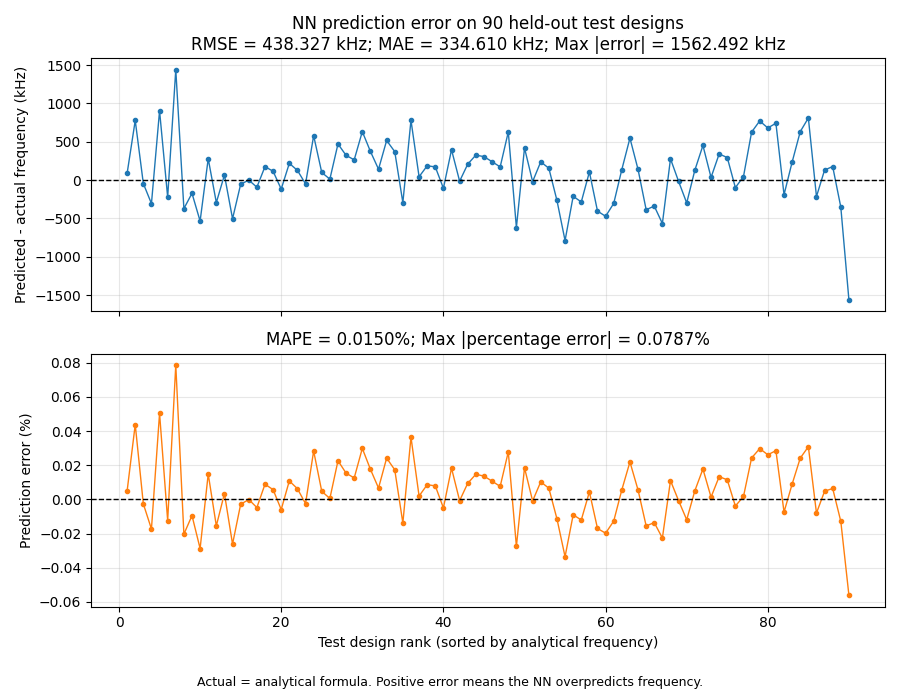 NN prediction error on 90 held-out test designs
RMSE = 438.327 kHz; MAE = 334.610 kHz; Max |error| = 1562.492 kHz
Predicted - actual frequency (kHz)
1500
1000
500
0
−500
−1000
−1500
MAPE = 0.0150%; Max |percentage error| = 0.0787%
Prediction error (%)
0.08
0.06
0.04
0.02
0.00
−0.02
−0.04
−0.06
0 20 40 60 80
Test design rank (sorted by analytical frequency)
Actual = analytical formula. Positive error means the NN overpredicts frequency.